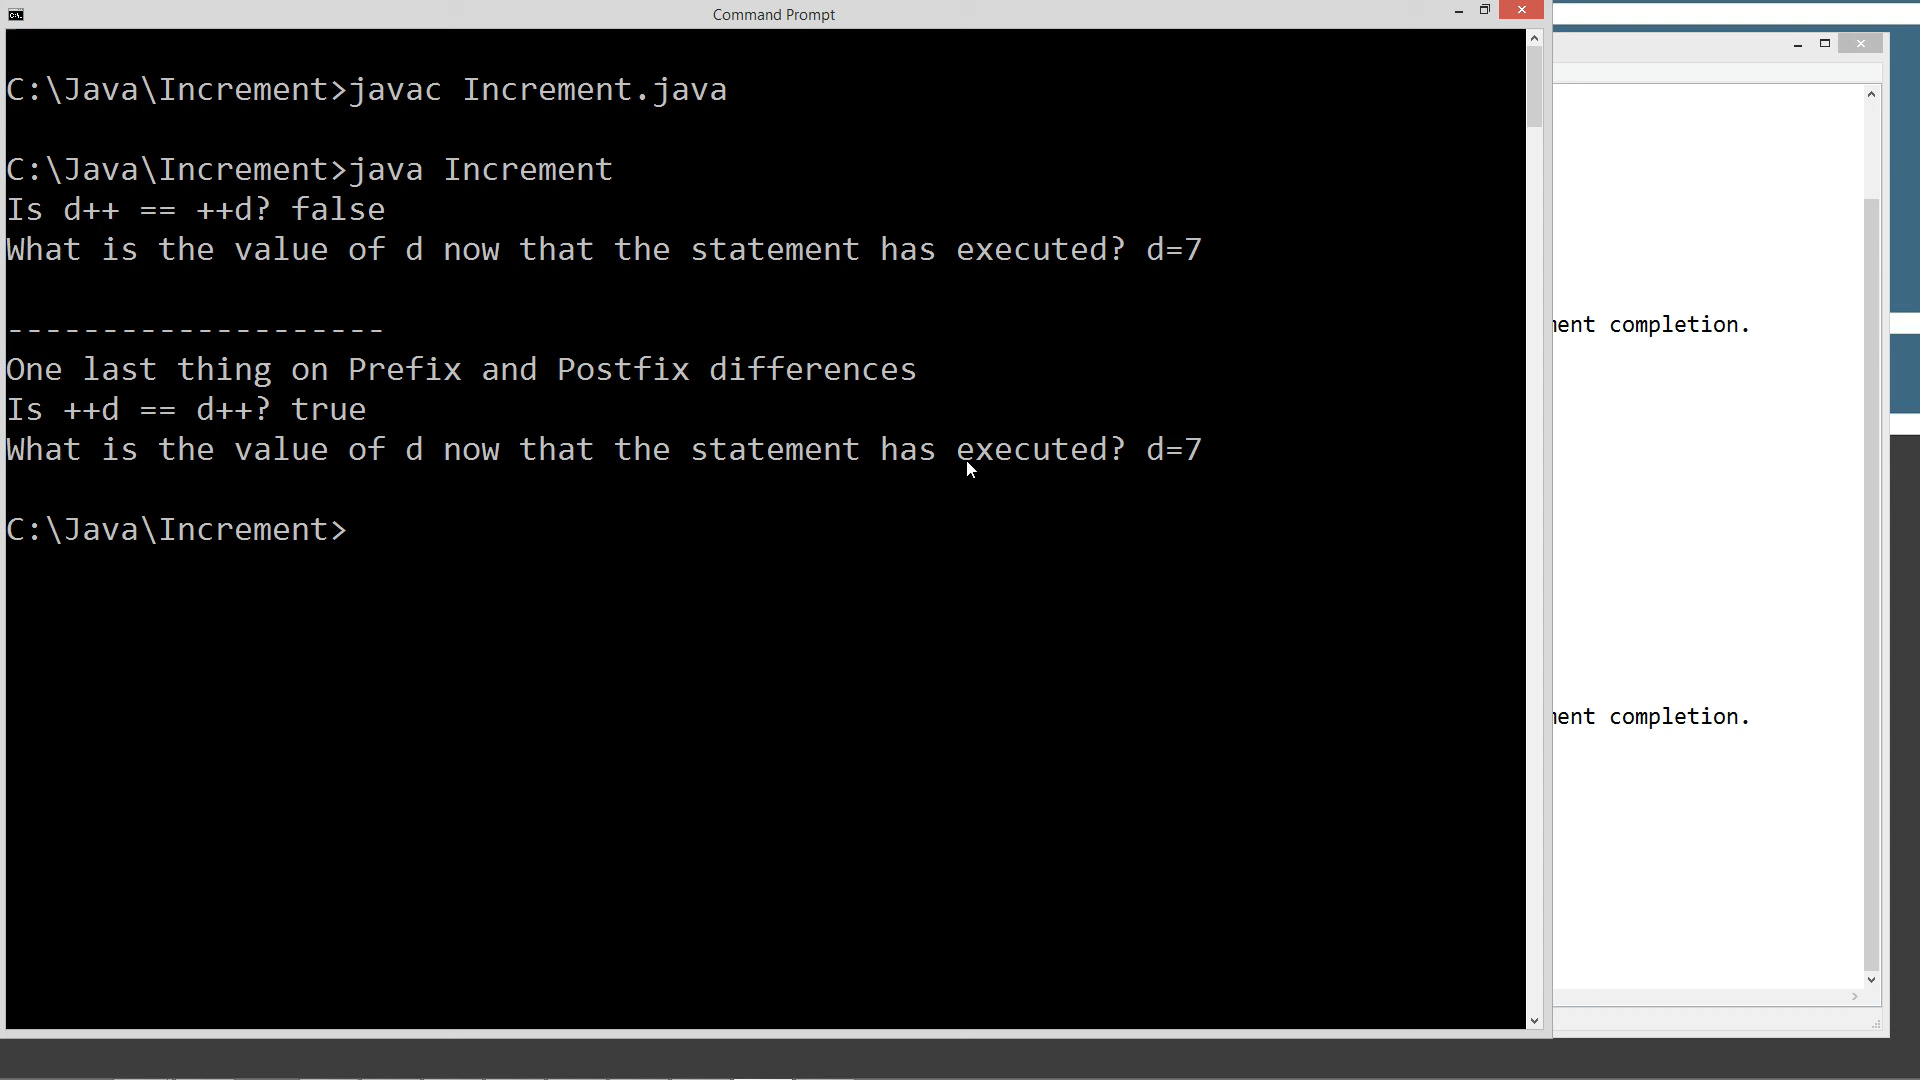 Command Prompt
C:\Java\Increment>javac Increment.java
C:\Java\Increment>java Increment
Is d++ == ++d? false
What is the value of d now that the statement has executed? d=7
--------------------
One last thing on Prefix and Postfix differences
Is ++d == d++? true
What is the value of d now that the statement has executed? d=7
C:\Java\Increment>
completion.
completion.